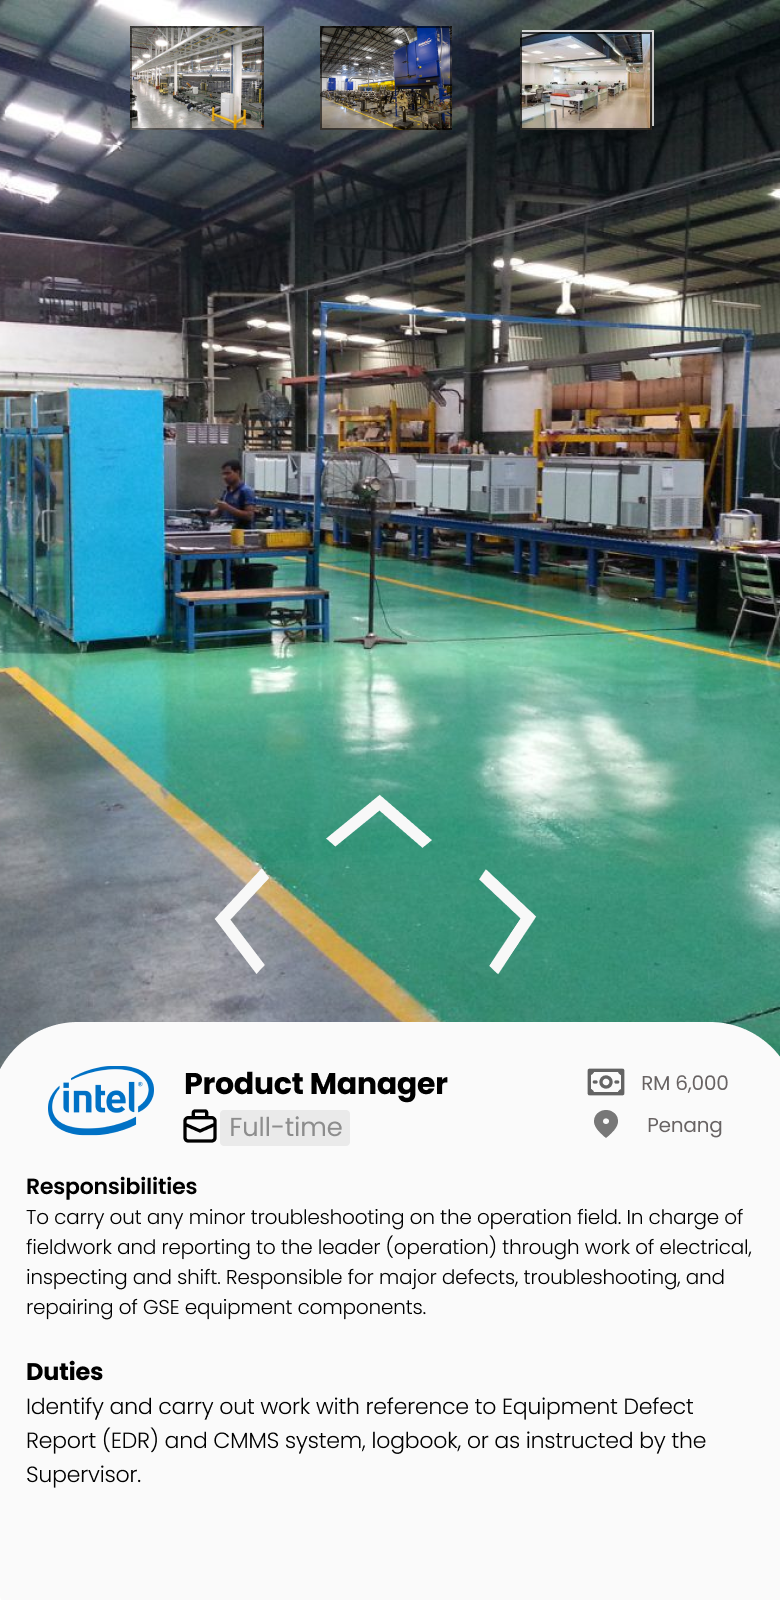 intel
Product Manager
RM 6,000
Full-time
Penang
Responsibilities
To carry out any minor troubleshooting on the operation field. In charge of
fieldwork and reporting to the leader (operation) through work of electrical,
inspecting and shift. Responsible for major defects, troubleshooting, and
repairing of GSE equipment components.
Duties
Identify and carry out work with reference to Equipment Defect
Report (EDR) and CMMS system, logbook, or as instructed by the
Supervisor.